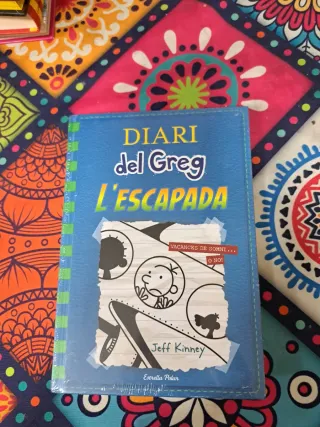 DIARI
del Greg
L'ESCAPADA
VACANCES DE SOMNI...
O NO!
Jeff Kinney
Estrella Polar